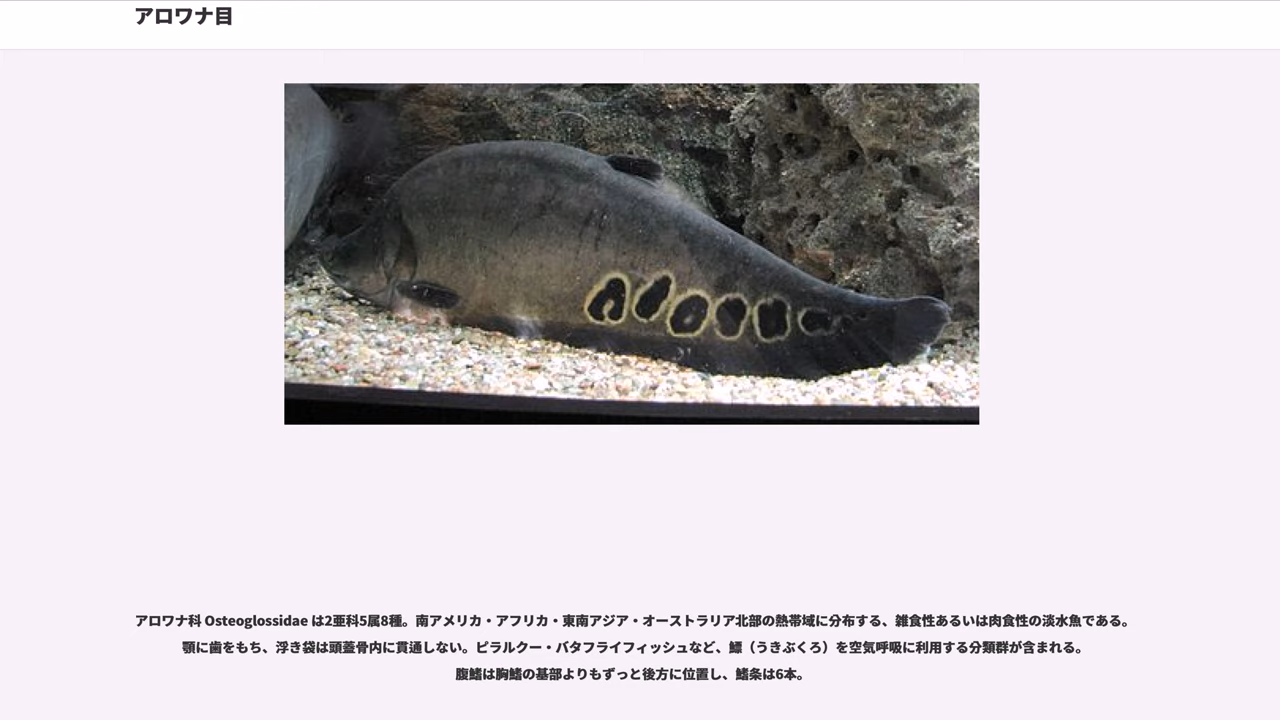 アロワナ目
アロワナ科 Osteoglossidae は2亜科5属8種。南アメリカ・アフリカ・東南アジア・オーストラリア北部の熱帯域に分布する、雑食性あるいは肉食性の淡水魚である。
顎に歯をもち、浮き袋は頭蓋骨内に貫通しない。ピラルクー・バタフライフィッシュなど、鰾（うきぶくろ）を空気呼吸に利用する分類群が含まれる。
腹鰭は胸鰭の基部よりもずっと後方に位置し、鰭条は6本。